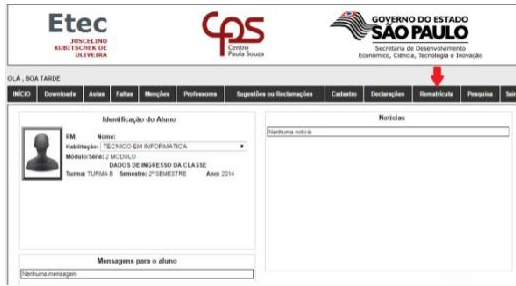 Etec
JUSCELINO
KUBITSCHEK DE
OLIVEIRA
CPS
Centro
Paula Souza
GOVERNO DO ESTADO
SÃO PAULO
Secretaria de Desenvolvimento
Econômico, Ciência, Tecnologia e Inovação
OLÁ , BOA TARDE
INÍCIO Downloads Aulas Faltas Menções Professores Sugestões ou Reclamações Cadastro Declarações Rematrícula Pesquisa Sair
Identificação do Aluno
RM: Nome:
Habilitação: TÉCNICO EM INFORMÁTICA
Módulo/Série: 2 MÓDULO
DADOS DE INGRESSO DA CLASSE
Turma: TURMA B Semestre: 2º SEMESTRE Ano: 2014
Mensagens para o aluno
Nenhuma mensagem
Notícias
Nenhuma notícia